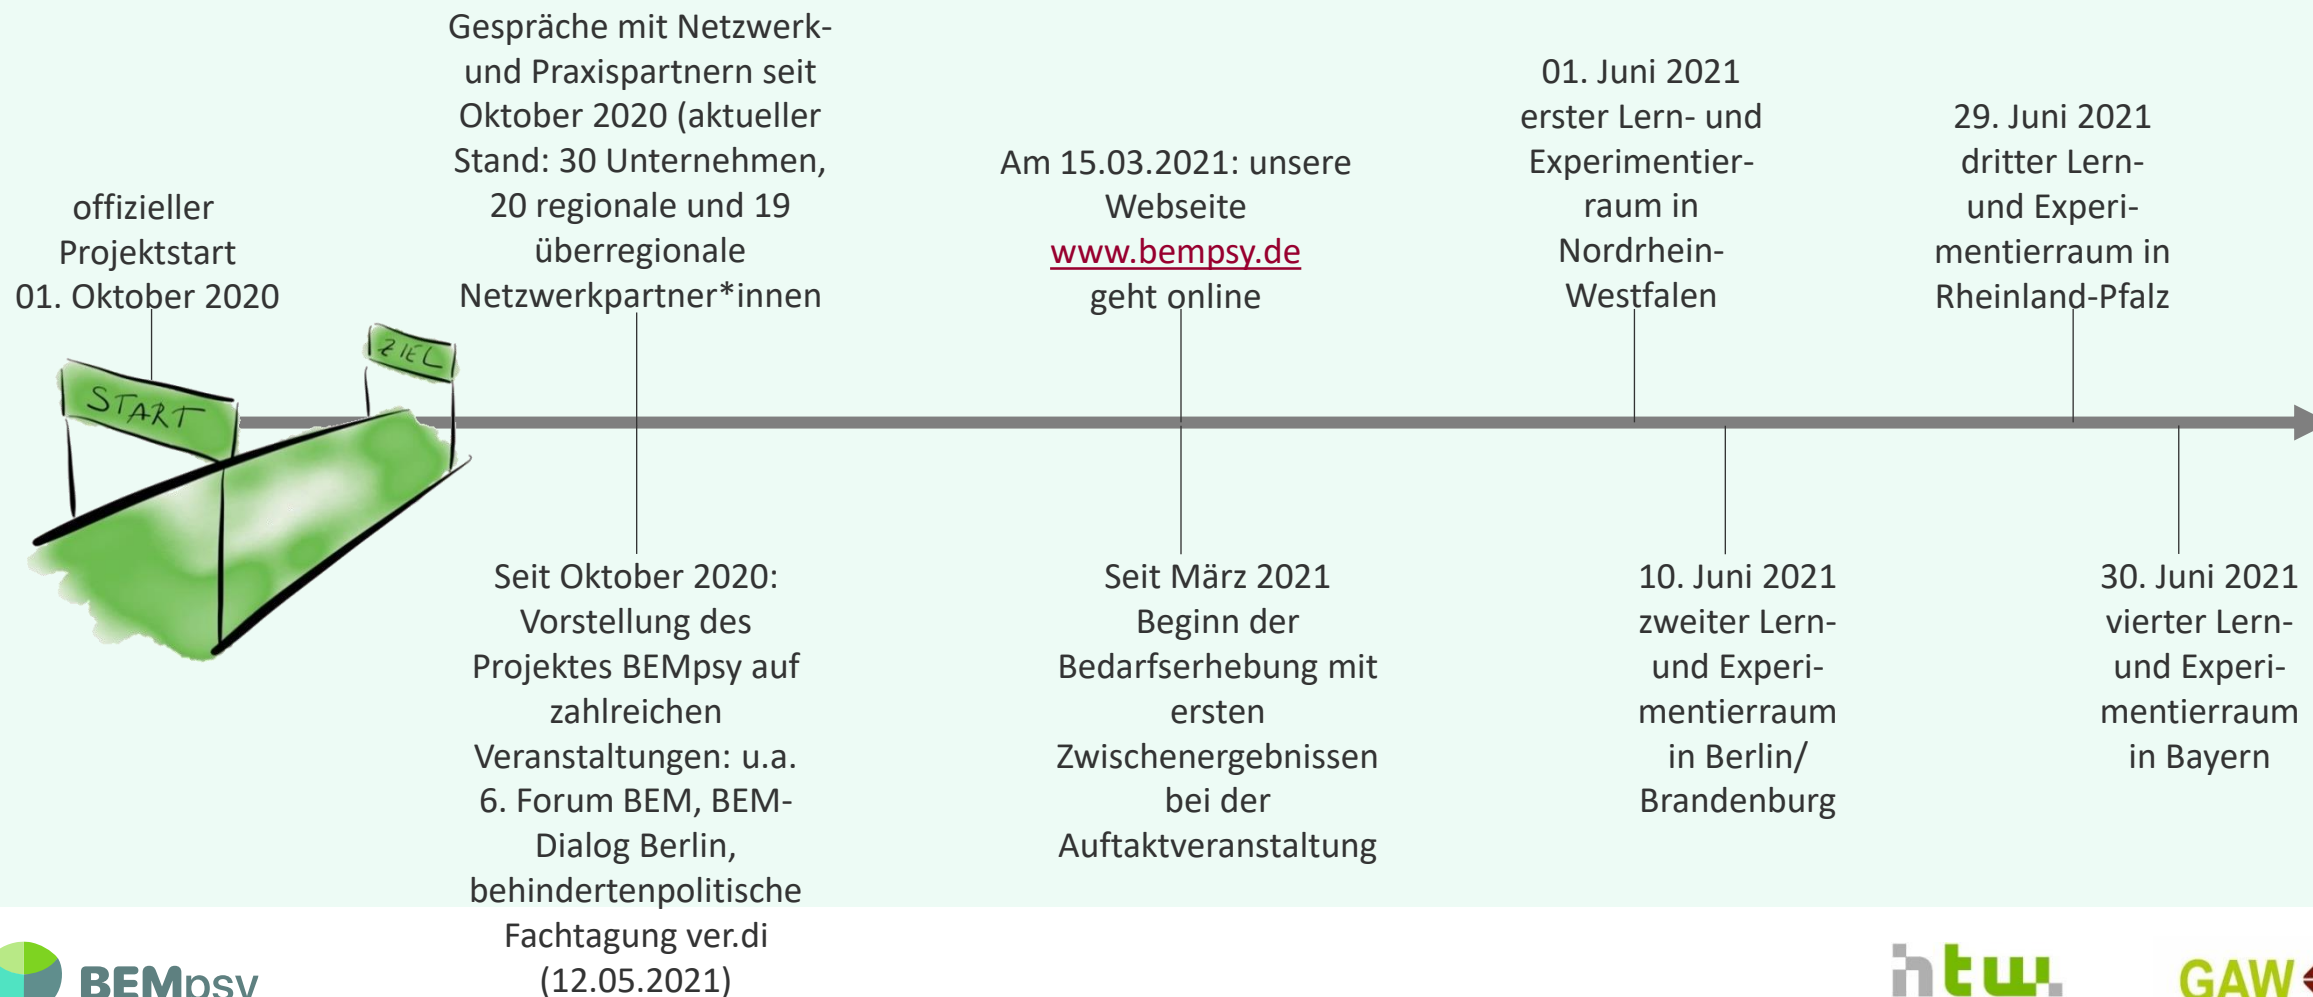 offizieller
Projektstart
01. Oktober 2020
Gespräche mit Netzwerk-
und Praxispartnern seit
Oktober 2020 (aktueller
Stand: 30 Unternehmen,
20 regionale und 19
überregionale
Netzwerkpartner*innen
Am 15.03.2021: unsere
Webseite
www.bempsy.de
geht online
01. Juni 2021
erster Lern- und
Experimentier-
raum in
Nordrhein-
Westfalen
29. Juni 2021
dritter Lern-
und Experi-
mentierraum in
Rheinland-Pfalz
START
ZIEL
Seit Oktober 2020:
Vorstellung des
Projektes BEMpsy auf
zahlreichen
Veranstaltungen: u.a.
6. Forum BEM, BEM-
Dialog Berlin,
behindertenpolitische
Fachtagung ver.di
(12.05.2021)
Seit März 2021
Beginn der
Bedarfserhebung mit
ersten
Zwischenergebnissen
bei der
Auftaktveranstaltung
10. Juni 2021
zweiter Lern-
und Experi-
mentierraum
in Berlin/
Brandenburg
30. Juni 2021
vierter Lern-
und Experi-
mentierraum
in Bayern
BEMpsy
htw.
GAW